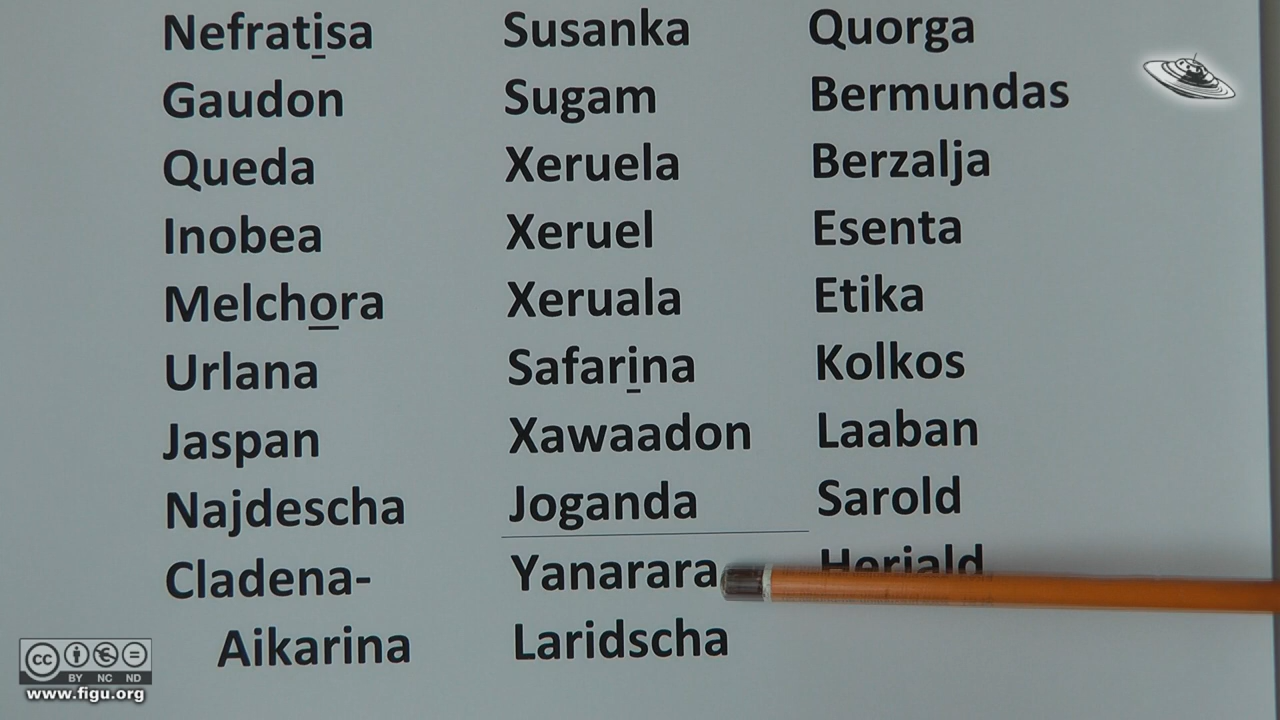 Nefratisa
Gaudon
Queda
Inobea
Melchora
Urlana
Jaspan
Najdescha
Cladena-
Aikarina
Susanka
Sugam
Xeruela
Xeruel
Xeruala
Safarina
Xawaadon
Joganda
Yanarara
Laridscha
Quorga
Bermundas
Berzalja
Esenta
Etika
Kolkos
Laaban
Sarold
cc BY NC ND
www.figu.org